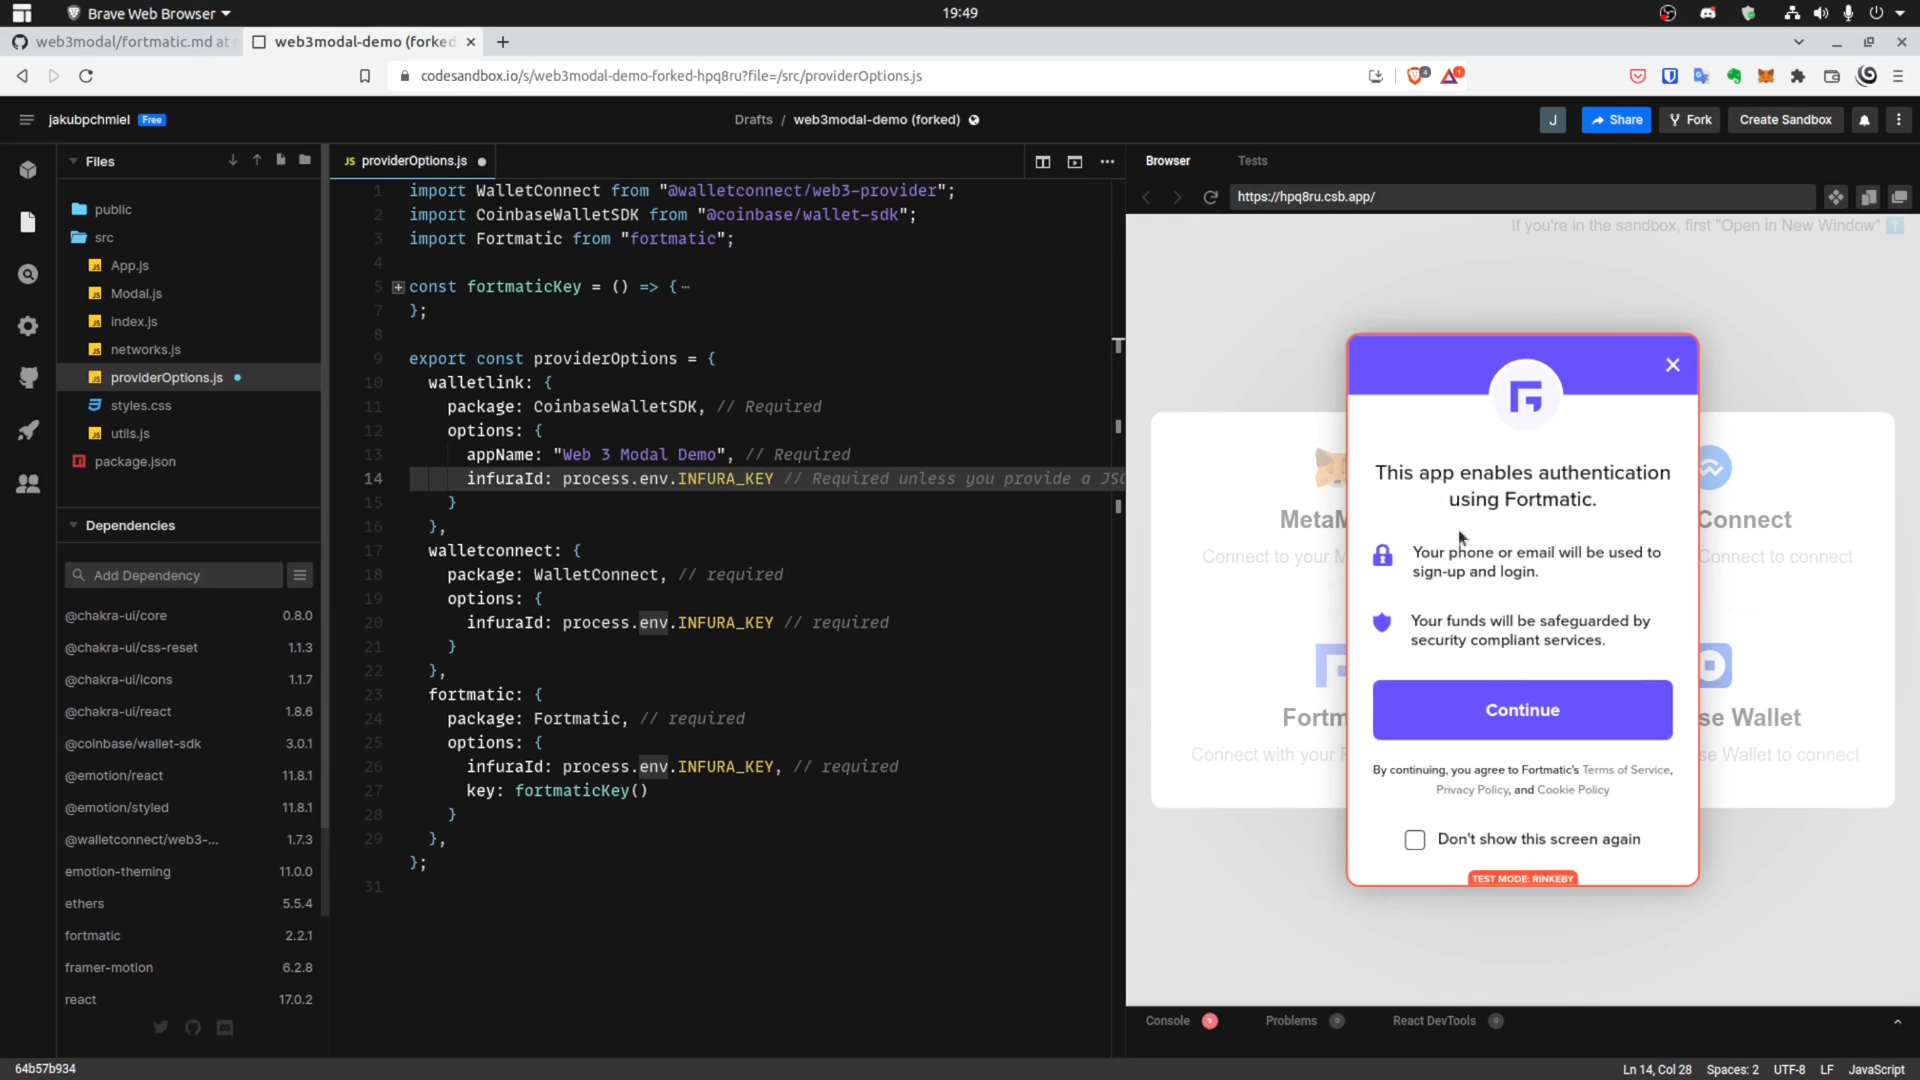 Brave Web Browser
19:49
web3modal/fortmatic.md at
web3modal-demo (forked
codesandbox.io/s/web3modal-demo-forked-hpq8ru?file=/src/providerOptions.js
4
1
jakubpchmiel Free
Drafts / web3modal-demo (forked)
J
Share
Fork
Create Sandbox
Files
public
src
App.js
Modal.js
index.js
networks.js
providerOptions.js
styles.css
utils.js
package.json
Dependencies
Add Dependency
@chakra-ui/core 0.8.0
@chakra-ui/css-reset 1.1.3
@chakra-ui/icons 1.1.7
@chakra-ui/react 1.8.6
@coinbase/wallet-sdk 3.0.1
@emotion/react 11.8.1
@emotion/styled 11.8.1
@walletconnect/web3-... 1.7.3
emotion-theming 11.0.0
ethers 5.5.4
fortmatic 2.2.1
framer-motion 6.2.8
react 17.0.2
JS providerOptions.js
1 import WalletConnect from "@walletconnect/web3-provider";
2 import CoinbaseWalletSDK from "@coinbase/wallet-sdk";
3 import Fortmatic from "fortmatic";
4
5 const fortmaticKey = () => {⋯
7 };
8
9 export const providerOptions = {
10 walletlink: {
11 package: CoinbaseWalletSDK, // Required
12 options: {
13 appName: "Web 3 Modal Demo", // Required
14 infuraId: process.env.INFURA_KEY // Required unless you provide a JSO
15 }
16 },
17 walletconnect: {
18 package: WalletConnect, // required
19 options: {
20 infuraId: process.env.INFURA_KEY // required
21 }
22 },
23 fortmatic: {
24 package: Fortmatic, // required
25 options: {
26 infuraId: process.env.INFURA_KEY, // required
27 key: fortmaticKey()
28 }
29 },
};
31
Browser
Tests
https://hpq8ru.csb.app/
If you're in the sandbox, first "Open in New Window"
MetaM
Connect to your M
Connect
Connect to connect
Fortm
Connect with your F
se Wallet
se Wallet to connect
This app enables authentication
using Fortmatic.
Your phone or email will be used to
sign-up and login.
Your funds will be safeguarded by
security compliant services.
Continue
By continuing, you agree to Fortmatic's Terms of Service,
Privacy Policy, and Cookie Policy
Don't show this screen again
TEST MODE: RINKEBY
Console 9
Problems 0
React DevTools 0
64b57b934
Ln 14, Col 28
Spaces: 2
UTF-8
LF
JavaScript